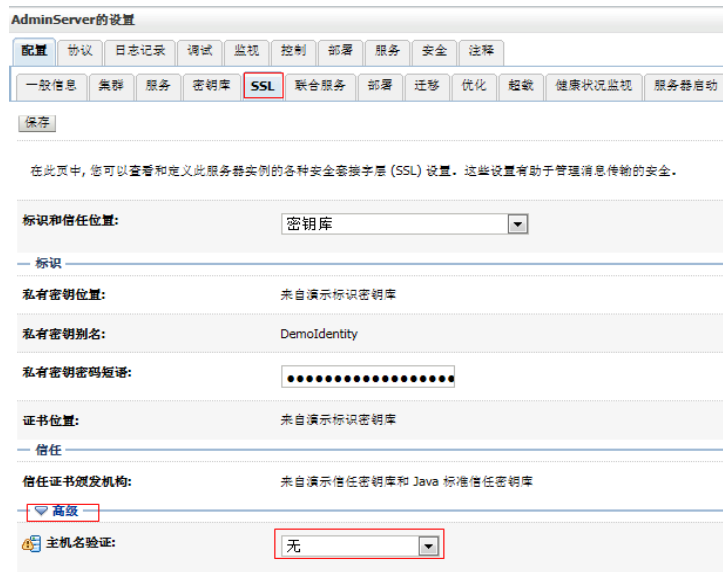 AdminServer的设置
配置 协议 日志记录 调试 监视 控制 部署 服务 安全 注释
一般信息 集群 服务 密钥库 SSL 联合服务 部署 迁移 优化 超载 健康状况监视 服务器启动
保存
在此页中, 您可以查看和定义此服务器实例的各种安全套接字层 (SSL) 设置。这些设置有助于管理消息传输的安全。
标识和信任位置: 密钥库
标识
私有密钥位置: 来自演示标识密钥库
私有密钥别名: DemoIdentity
私有密钥密码短语: ••••••••••••••••••
证书位置: 来自演示标识密钥库
信任
信任证书颁发机构: 来自演示信任密钥库和 Java 标准信任密钥库
高级
主机名验证: 无